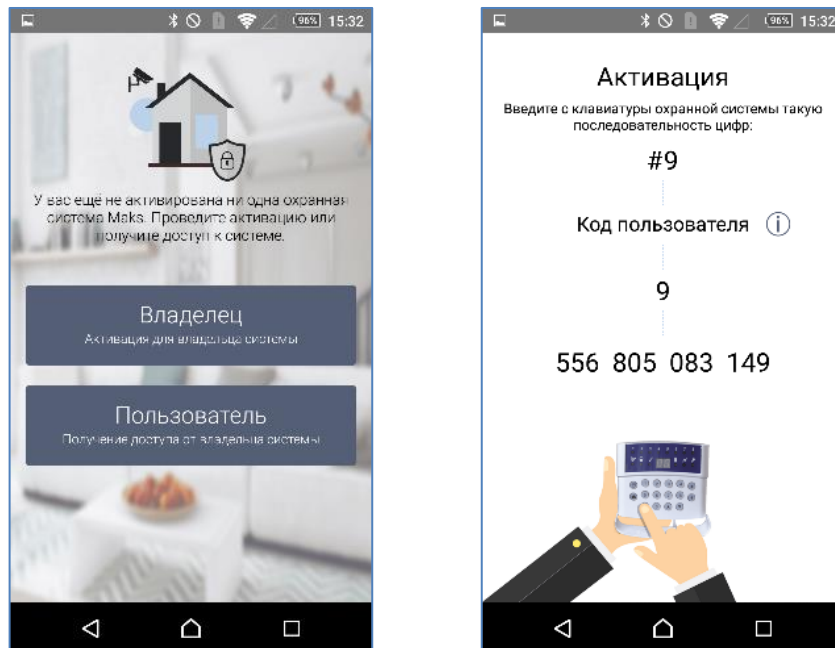 96% 15:32
У вас ещё не активирована ни одна охранная
система Maks. Проведите активацию или
получите доступ к системе.
Владелец
Активация для владельца системы
Пользователь
Получение доступа от владельца системы
96% 15:32
Активация
Введите с клавиатуры охранной системы такую
последовательность цифр:
#9
Код пользователя i
9
556 805 083 149